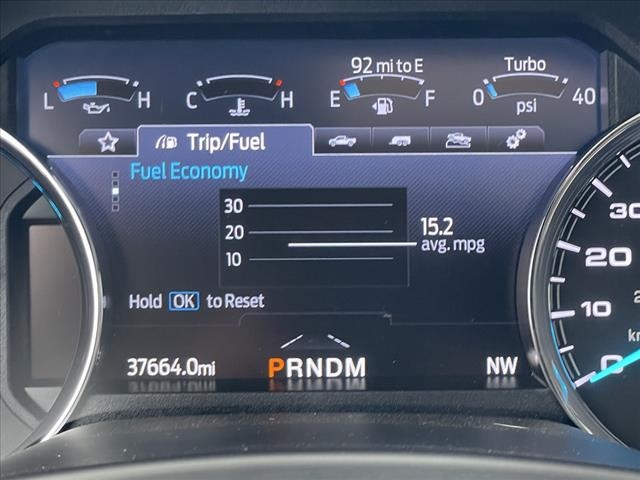 92 mi to E Turbo
L H C H E F 0 psi 40
Trip/Fuel
Fuel Economy
30
20
10
15.2
avg. mpg
Hold OK to Reset
37664.0mi PRNDM NW
30
20
10
0